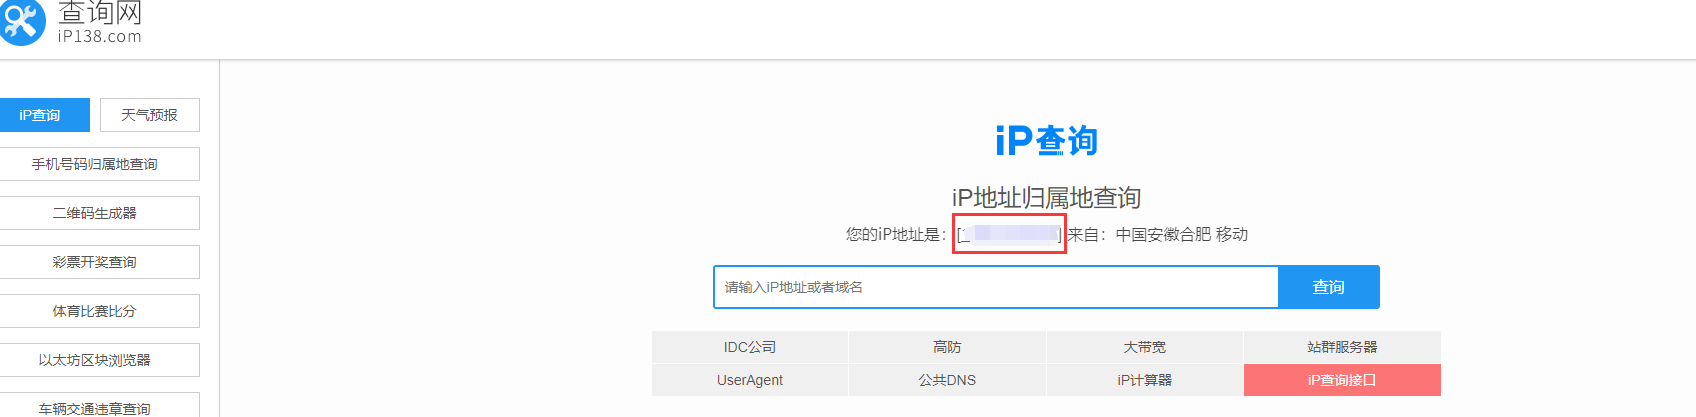 查询网
iP138.com
iP查询
天气预报
手机号码归属地查询
二维码生成器
彩票开奖查询
体育比赛比分
以太坊区块浏览器
车辆交通违章查询
iP查询
iP地址归属地查询
您的iP地址是：[ ] 来自：中国安徽合肥 移动
请输入iP地址或者域名
查询
IDC公司
高防
大带宽
站群服务器
UserAgent
公共DNS
iP计算器
iP查询接口